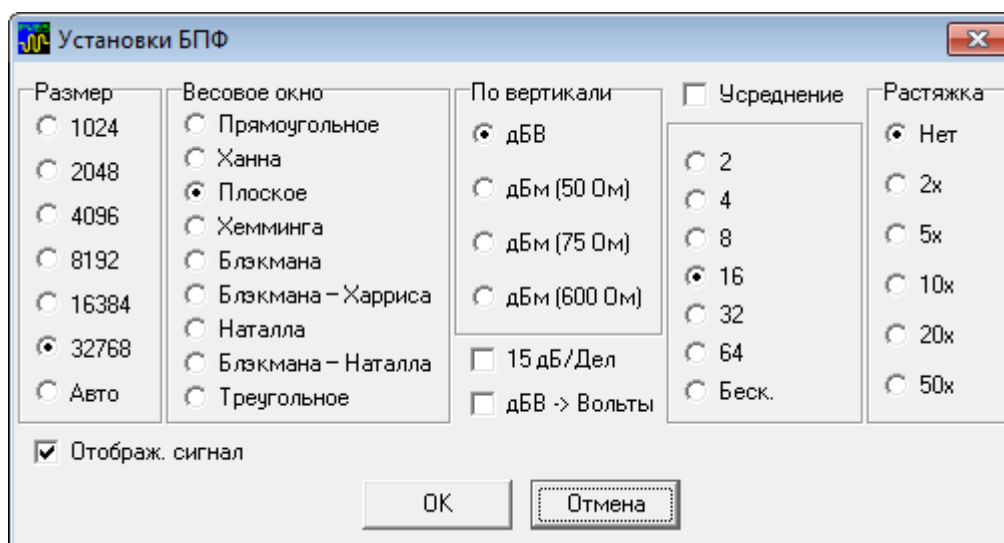 Установки БПФ
Размер
1024
2048
4096
8192
16384
32768
Авто
Весовое окно
Прямоугольное
Ханна
Плоское
Хемминга
Блэкмана
Блэкмана – Харриса
Наталла
Блэкмана – Наталла
Треугольное
По вертикали
дБВ
дБм (50 Ом)
дБм (75 Ом)
дБм (600 Ом)
15 дБ/Дел
дБВ -> Вольты
Усреднение
2
4
8
16
32
64
Беск.
Растяжка
Нет
2x
5x
10x
20x
50x
Отображ. сигнал
OK
Отмена